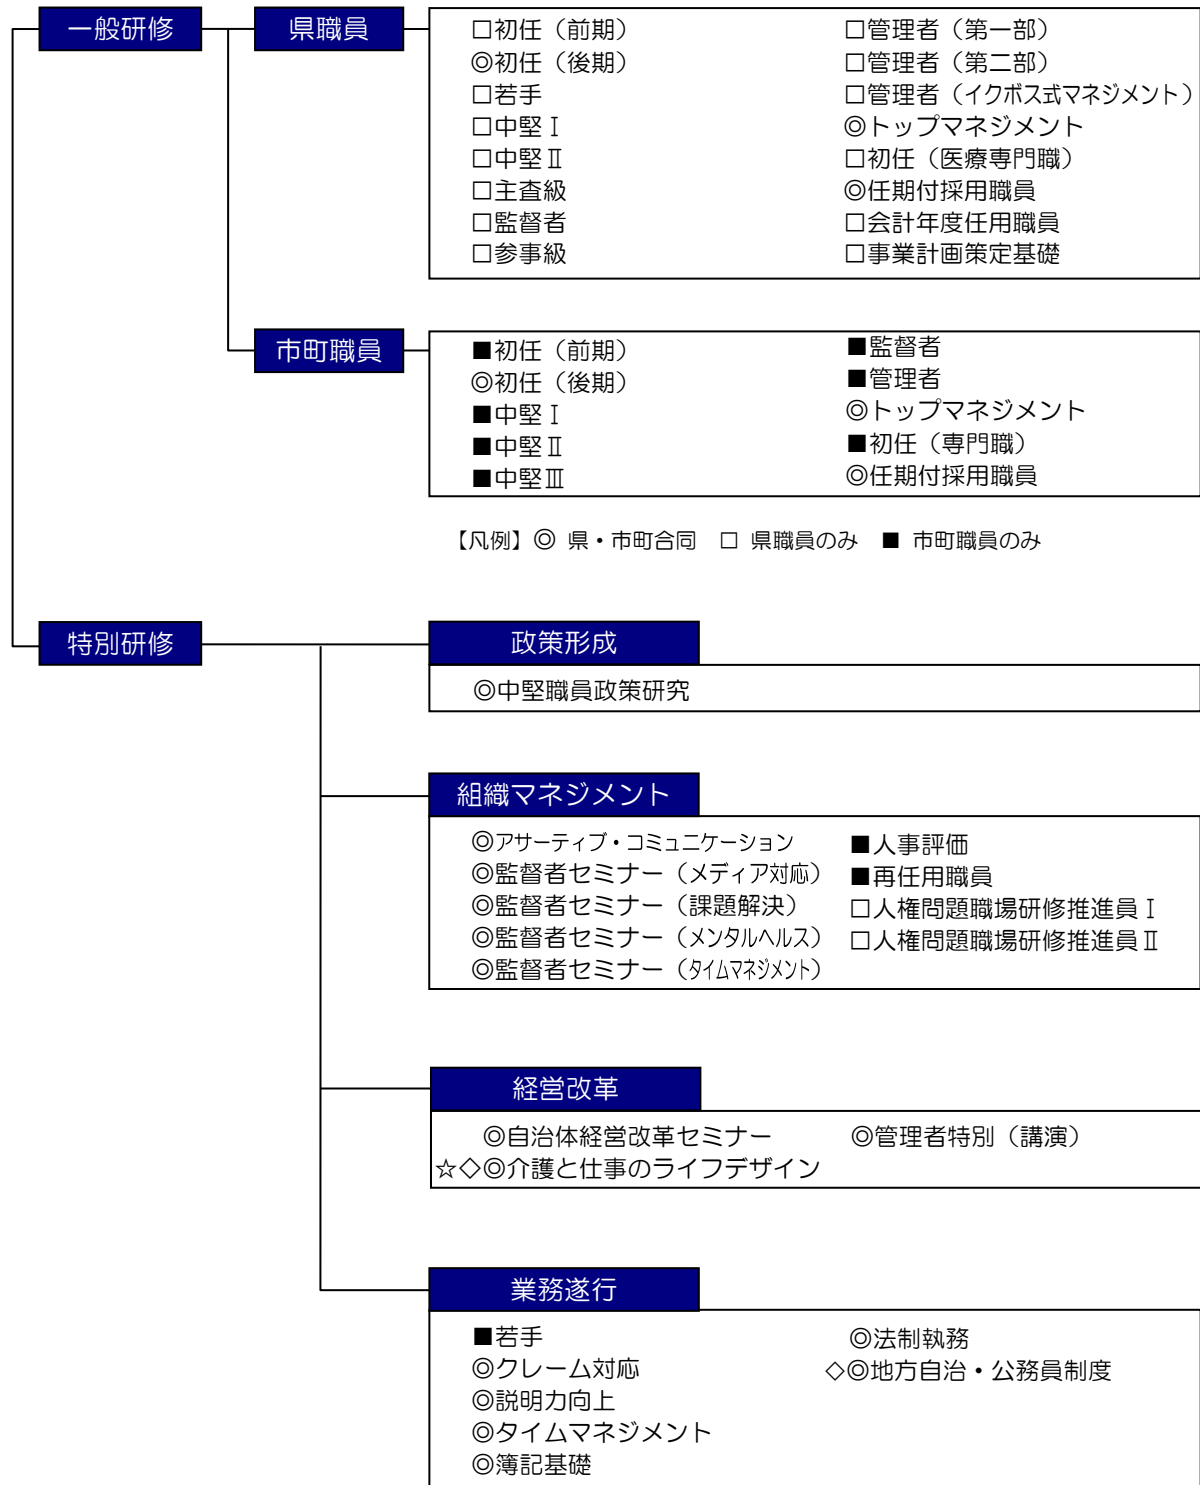 一般研修
県職員
□初任（前期）
◎初任（後期）
□若手
□中堅Ⅰ
□中堅Ⅱ
□主査級
□監督者
□参事級
□管理者（第一部）
□管理者（第二部）
□管理者（イクボス式マネジメント）
◎トップマネジメント
□初任（医療専門職）
◎任期付採用職員
□会計年度任用職員
□事業計画策定基礎
市町職員
■初任（前期）
◎初任（後期）
■中堅Ⅰ
■中堅Ⅱ
■中堅Ⅲ
■監督者
■管理者
◎トップマネジメント
■初任（専門職）
◎任期付採用職員
【凡例】◎ 県・市町合同 □ 県職員のみ ■ 市町職員のみ
特別研修
政策形成
◎中堅職員政策研究
組織マネジメント
◎アサーティブ・コミュニケーション
◎監督者セミナー（メディア対応）
◎監督者セミナー（課題解決）
◎監督者セミナー（メンタルヘルス）
◎監督者セミナー（タイムマネジメント）
■人事評価
■再任用職員
□人権問題職場研修推進員Ⅰ
□人権問題職場研修推進員Ⅱ
経営改革
◎自治体経営改革セミナー
☆◇◎介護と仕事のライフデザイン
◎管理者特別（講演）
業務遂行
■若手
◎クレーム対応
◎説明力向上
◎タイムマネジメント
◎簿記基礎
◎法制執務
◇◎地方自治・公務員制度